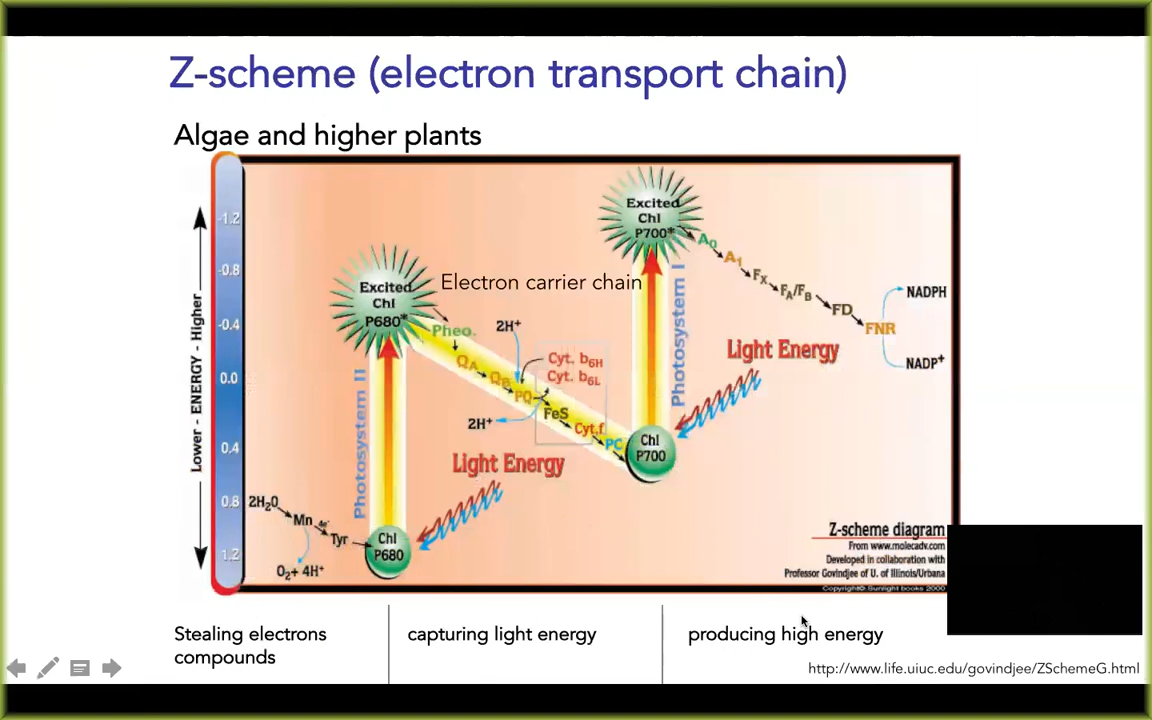 Z-scheme (electron transport chain)
Algae and higher plants
Lower - ENERGY - Higher
-1.2
-0.8
-0.4
0.0
0.4
0.8
1.2
2H₂O
Mn
4e⁻
Tyr
O₂+ 4H⁺
Chl
P680
Photosystem II
Excited
Chl
P680*
Light Energy
Electron carrier chain
Pheo.
QA
QB
PQ
2H⁺
2H⁺
Cyt. b6H
Cyt. b6L
FeS
Cyt.f
PC
Chl
P700
Photosystem I
Excited
Chl
P700*
Light Energy
A₀
A₁
FX
FA/FB
FD
FNR
NADPH
NADP⁺
Z-scheme diagram
From www.molecadv.com
Developed in collaboration with
Professor Govindjee of U. of Illinois/Urbana
Copyright© Sunlight books 2000
Stealing electrons
compounds
capturing light energy
producing high energy
http://www.life.uiuc.edu/govindjee/ZSchemeG.html